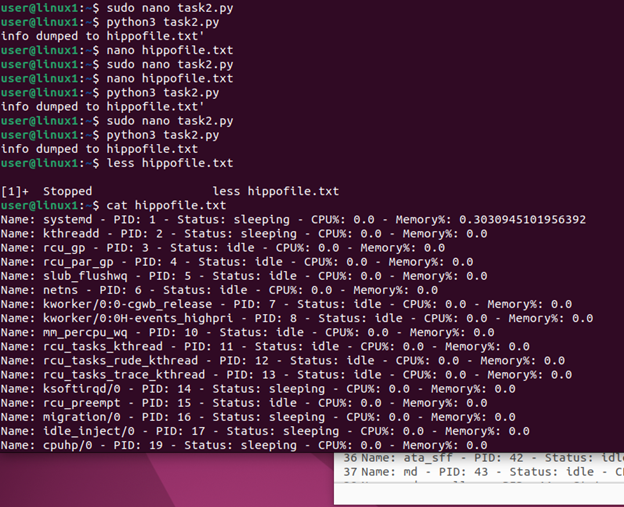 user@linux1:~$ sudo nano task2.py
user@linux1:~$ python3 task2.py
info dumped to hippofile.txt'
user@linux1:~$ nano hippofile.txt
user@linux1:~$ sudo nano task2.py
user@linux1:~$ nano hippofile.txt
user@linux1:~$ python3 task2.py
info dumped to hippofile.txt'
user@linux1:~$ sudo nano task2.py
user@linux1:~$ python3 task2.py
info dumped to hippofile.txt
user@linux1:~$ less hippofile.txt
[1]+  Stopped                 less hippofile.txt
user@linux1:~$ cat hippofile.txt
Name: systemd - PID: 1 - Status: sleeping - CPU%: 0.0 - Memory%: 0.3030945101956392
Name: kthreadd - PID: 2 - Status: sleeping - CPU%: 0.0 - Memory%: 0.0
Name: rcu_gp - PID: 3 - Status: idle - CPU%: 0.0 - Memory%: 0.0
Name: rcu_par_gp - PID: 4 - Status: idle - CPU%: 0.0 - Memory%: 0.0
Name: slub_flushwq - PID: 5 - Status: idle - CPU%: 0.0 - Memory%: 0.0
Name: netns - PID: 6 - Status: idle - CPU%: 0.0 - Memory%: 0.0
Name: kworker/0:0-cgwb_release - PID: 7 - Status: idle - CPU%: 0.0 - Memory%: 0.0
Name: kworker/0:0H-events_highpri - PID: 8 - Status: idle - CPU%: 0.0 - Memory%: 0.0
Name: mm_percpu_wq - PID: 10 - Status: idle - CPU%: 0.0 - Memory%: 0.0
Name: rcu_tasks_kthread - PID: 11 - Status: idle - CPU%: 0.0 - Memory%: 0.0
Name: rcu_tasks_rude_kthread - PID: 12 - Status: idle - CPU%: 0.0 - Memory%: 0.0
Name: rcu_tasks_trace_kthread - PID: 13 - Status: idle - CPU%: 0.0 - Memory%: 0.0
Name: ksoftirqd/0 - PID: 14 - Status: sleeping - CPU%: 0.0 - Memory%: 0.0
Name: rcu_preempt - PID: 15 - Status: idle - CPU%: 0.0 - Memory%: 0.0
Name: migration/0 - PID: 16 - Status: sleeping - CPU%: 0.0 - Memory%: 0.0
Name: idle_inject/0 - PID: 17 - Status: sleeping - CPU%: 0.0 - Memory%: 0.0
Name: cpuhp/0 - PID: 19 - Status: sleeping - CPU%: 0.0 - Memory%: 0.0
36 Name: ata_sff - PID: 42 - Status: idl
37 Name: md - PID: 43 - Status: idle - CP